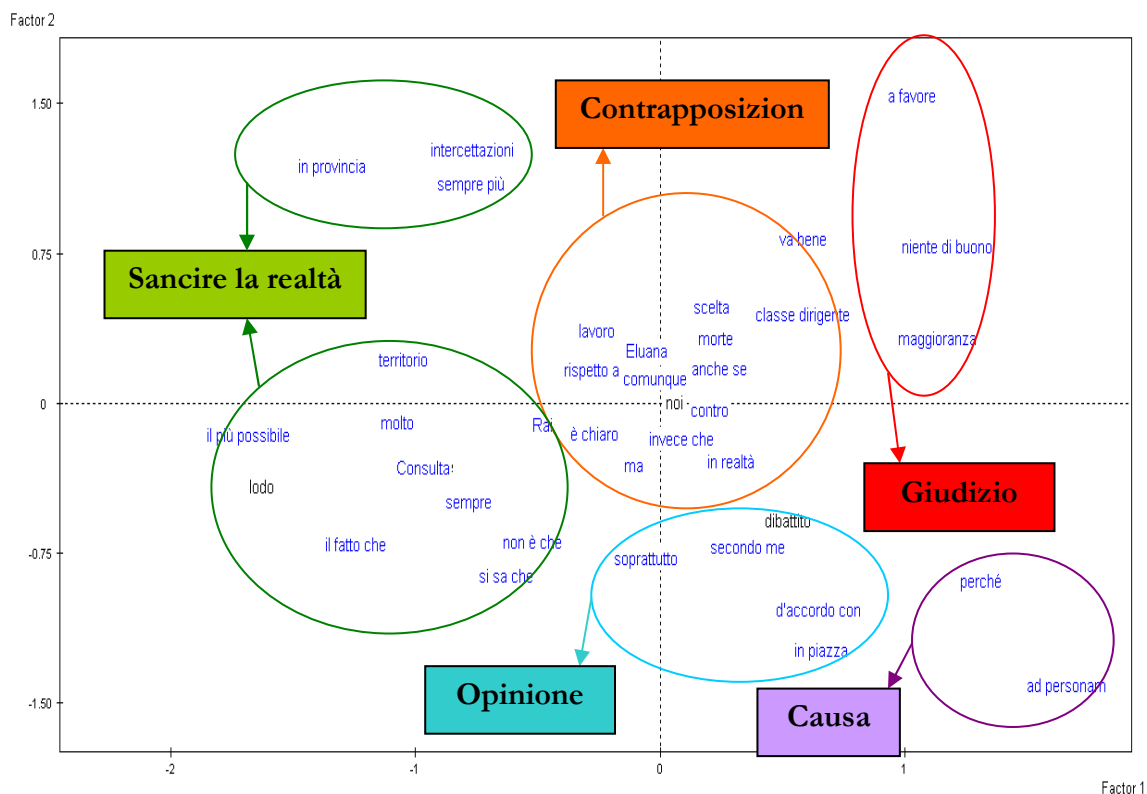 Factor 2
1.50
Contrapposizion
a favore
intercettazioni
in provincia
sempre più
0.75
va bene
niente di buono
Sancire la realtà
scelta
classe dirigente
lavoro
morte
maggioranza
Eluana
territorio
rispetto a
anche se
comunque
0
noi
contro
molto
Rai
il più possibile
è chiaro
invece che
ma
in realtà
Consulta
lodo
sempre
Giudizio
dibattito
il fatto che
non è che
secondo me
-0.75
soprattutto
si sa che
perché
d'accordo con
in piazza
ad personam
Opinione
-1.50
Causa
-2
-1
0
1
Factor 1